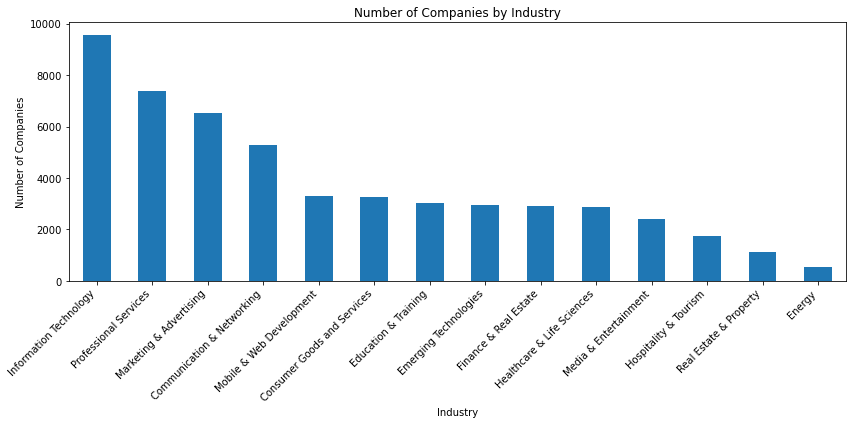 Number of Companies by Industry
Number of Companies
10000
8000
6000
4000
2000
0
Information Technology
Professional Services
Marketing & Advertising
Communication & Networking
Mobile & Web Development
Consumer Goods and Services
Education & Training
Emerging Technologies
Finance & Real Estate
Healthcare & Life Sciences
Media & Entertainment
Hospitality & Tourism
Real Estate & Property
Energy
Industry